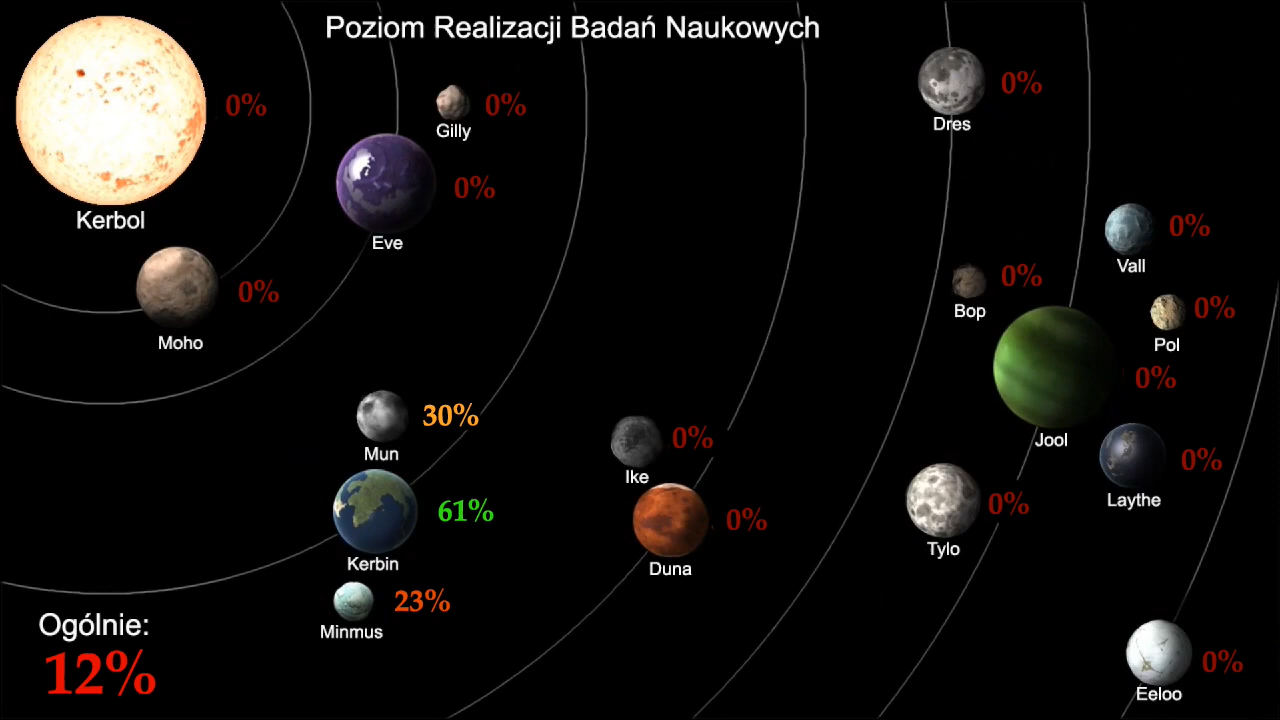 Poziom Realizacji Badań Naukowych
0%
Kerbol
0%
Moho
0%
Gilly
0%
Eve
30%
Mun
61%
Kerbin
23%
Minmus
0%
Ike
0%
Duna
0%
Dres
0%
Vall
0%
Bop
0%
Pol
0%
Jool
0%
Laythe
0%
Tylo
0%
Eeloo
Ogólnie:
12%